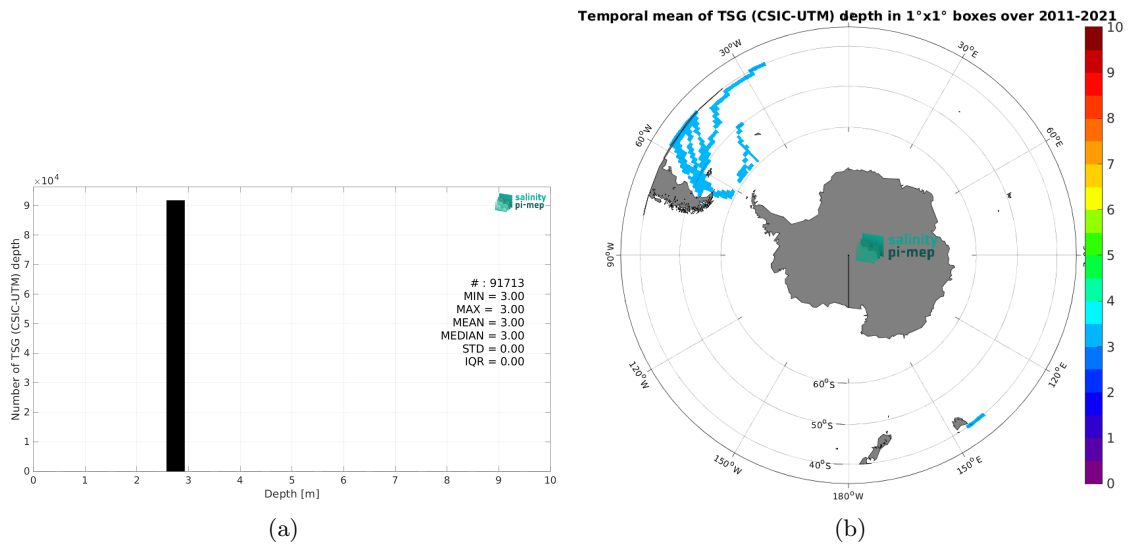 Temporal mean of TSG (CSIC-UTM) depth in 1°x1° boxes over 2011-2021
×10⁴
9
8
7
6
5
4
3
2
1
0
Number of TSG (CSIC-UTM) depth
salinity
pi-mep
# : 91713
MIN = 3.00
MAX = 3.00
MEAN = 3.00
MEDIAN = 3.00
STD = 0.00
IQR = 0.00
0 1 2 3 4 5 6 7 8 9 10
Depth [m]
(a)
30°W
30°E
60°W
60°E
90°W
120°W
120°E
150°W
150°E
180°W
60°S
50°S
40°S
salinity
pi-mep
10
9
8
7
6
5
4
3
2
1
0
(b)